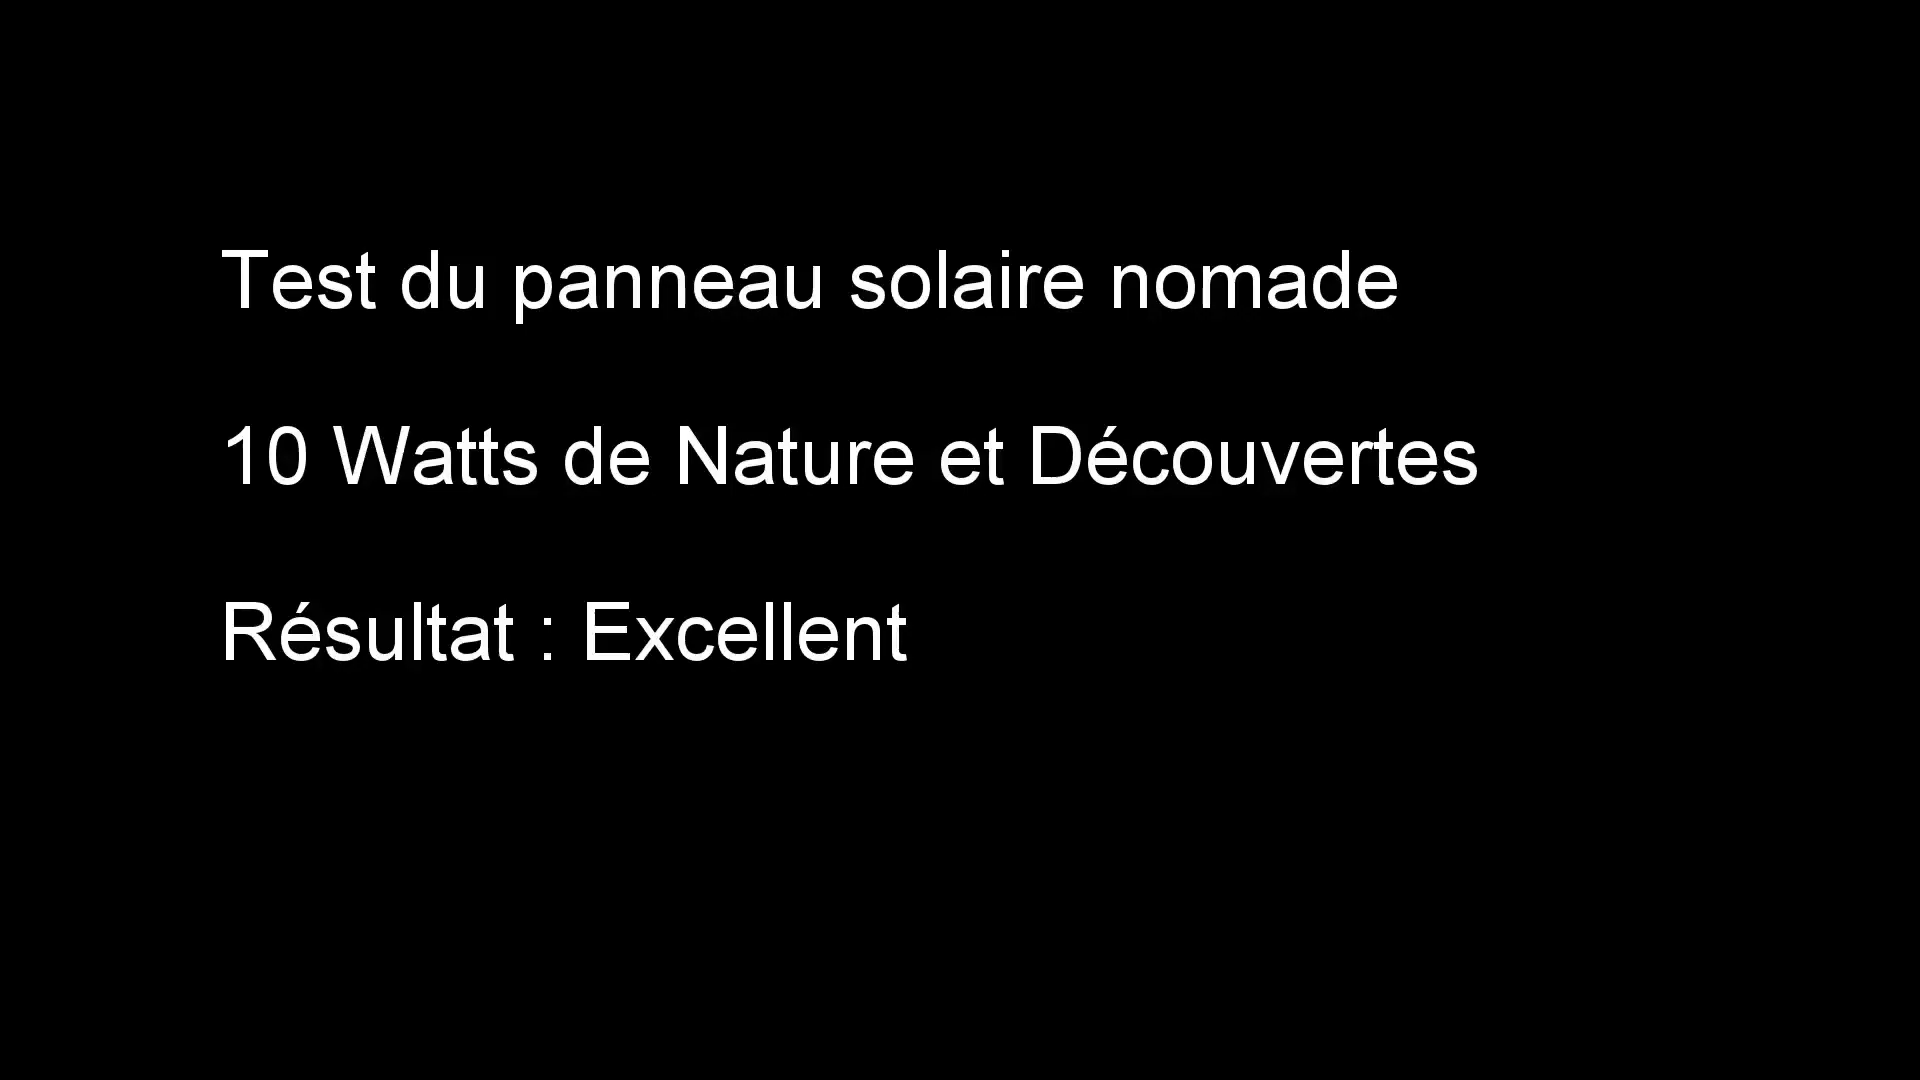 Test du panneau solaire nomade
10 Watts de Nature et Découvertes
Résultat : Excellent